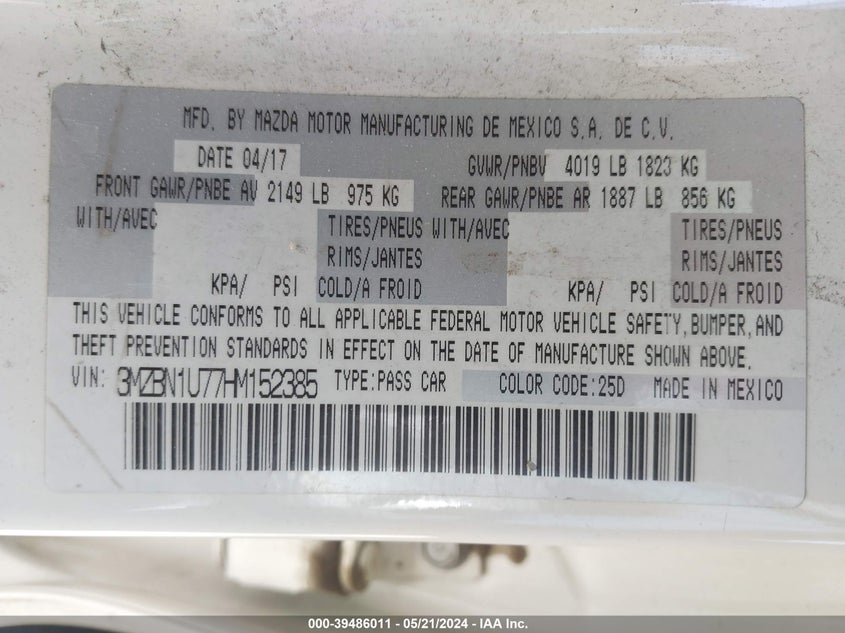 MFD. BY MAZDA MOTOR MANUFACTURING DE MEXICO S.A. DE C.V.
DATE 04/17 GVWR/PNBV 4019 LB 1823 KG
FRONT GAWR/PNBE AV 2149 LB 975 KG REAR GAWR/PNBE AR 1887 LB 856 KG
WITH/AVEC TIRES/PNEUS WITH/AVEC TIRES/PNEUS
RIMS/JANTES RIMS/JANTES
KPA/ PSI COLD/A FROID KPA/ PSI COLD/A FROID
THIS VEHICLE CONFORMS TO ALL APPLICABLE FEDERAL MOTOR VEHICLE SAFETY, BUMPER, AND
THEFT PREVENTION STANDARDS IN EFFECT ON THE DATE OF MANUFACTURE SHOWN ABOVE.
VIN: 3MZBN1U77HM152385 TYPE:PASS CAR COLOR CODE:25D MADE IN MEXICO
000-39486011 / 05/21/2024 - IAA Inc.